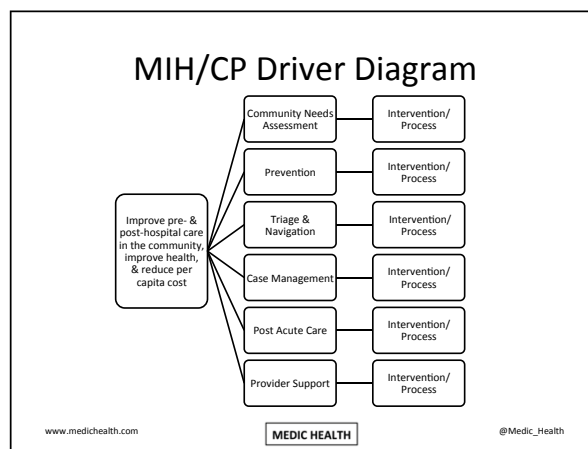 MIH/CP Driver Diagram
Community Needs
Assessment
Intervention/
Process
Prevention
Intervention/
Process
Improve pre- &
post-hospital care
in the community,
improve health,
& reduce per
capita cost
Triage &
Navigation
Intervention/
Process
Case Management
Intervention/
Process
Post Acute Care
Intervention/
Process
Provider Support
Intervention/
Process
www.medichealth.com
MEDIC HEALTH
@Medic_Health